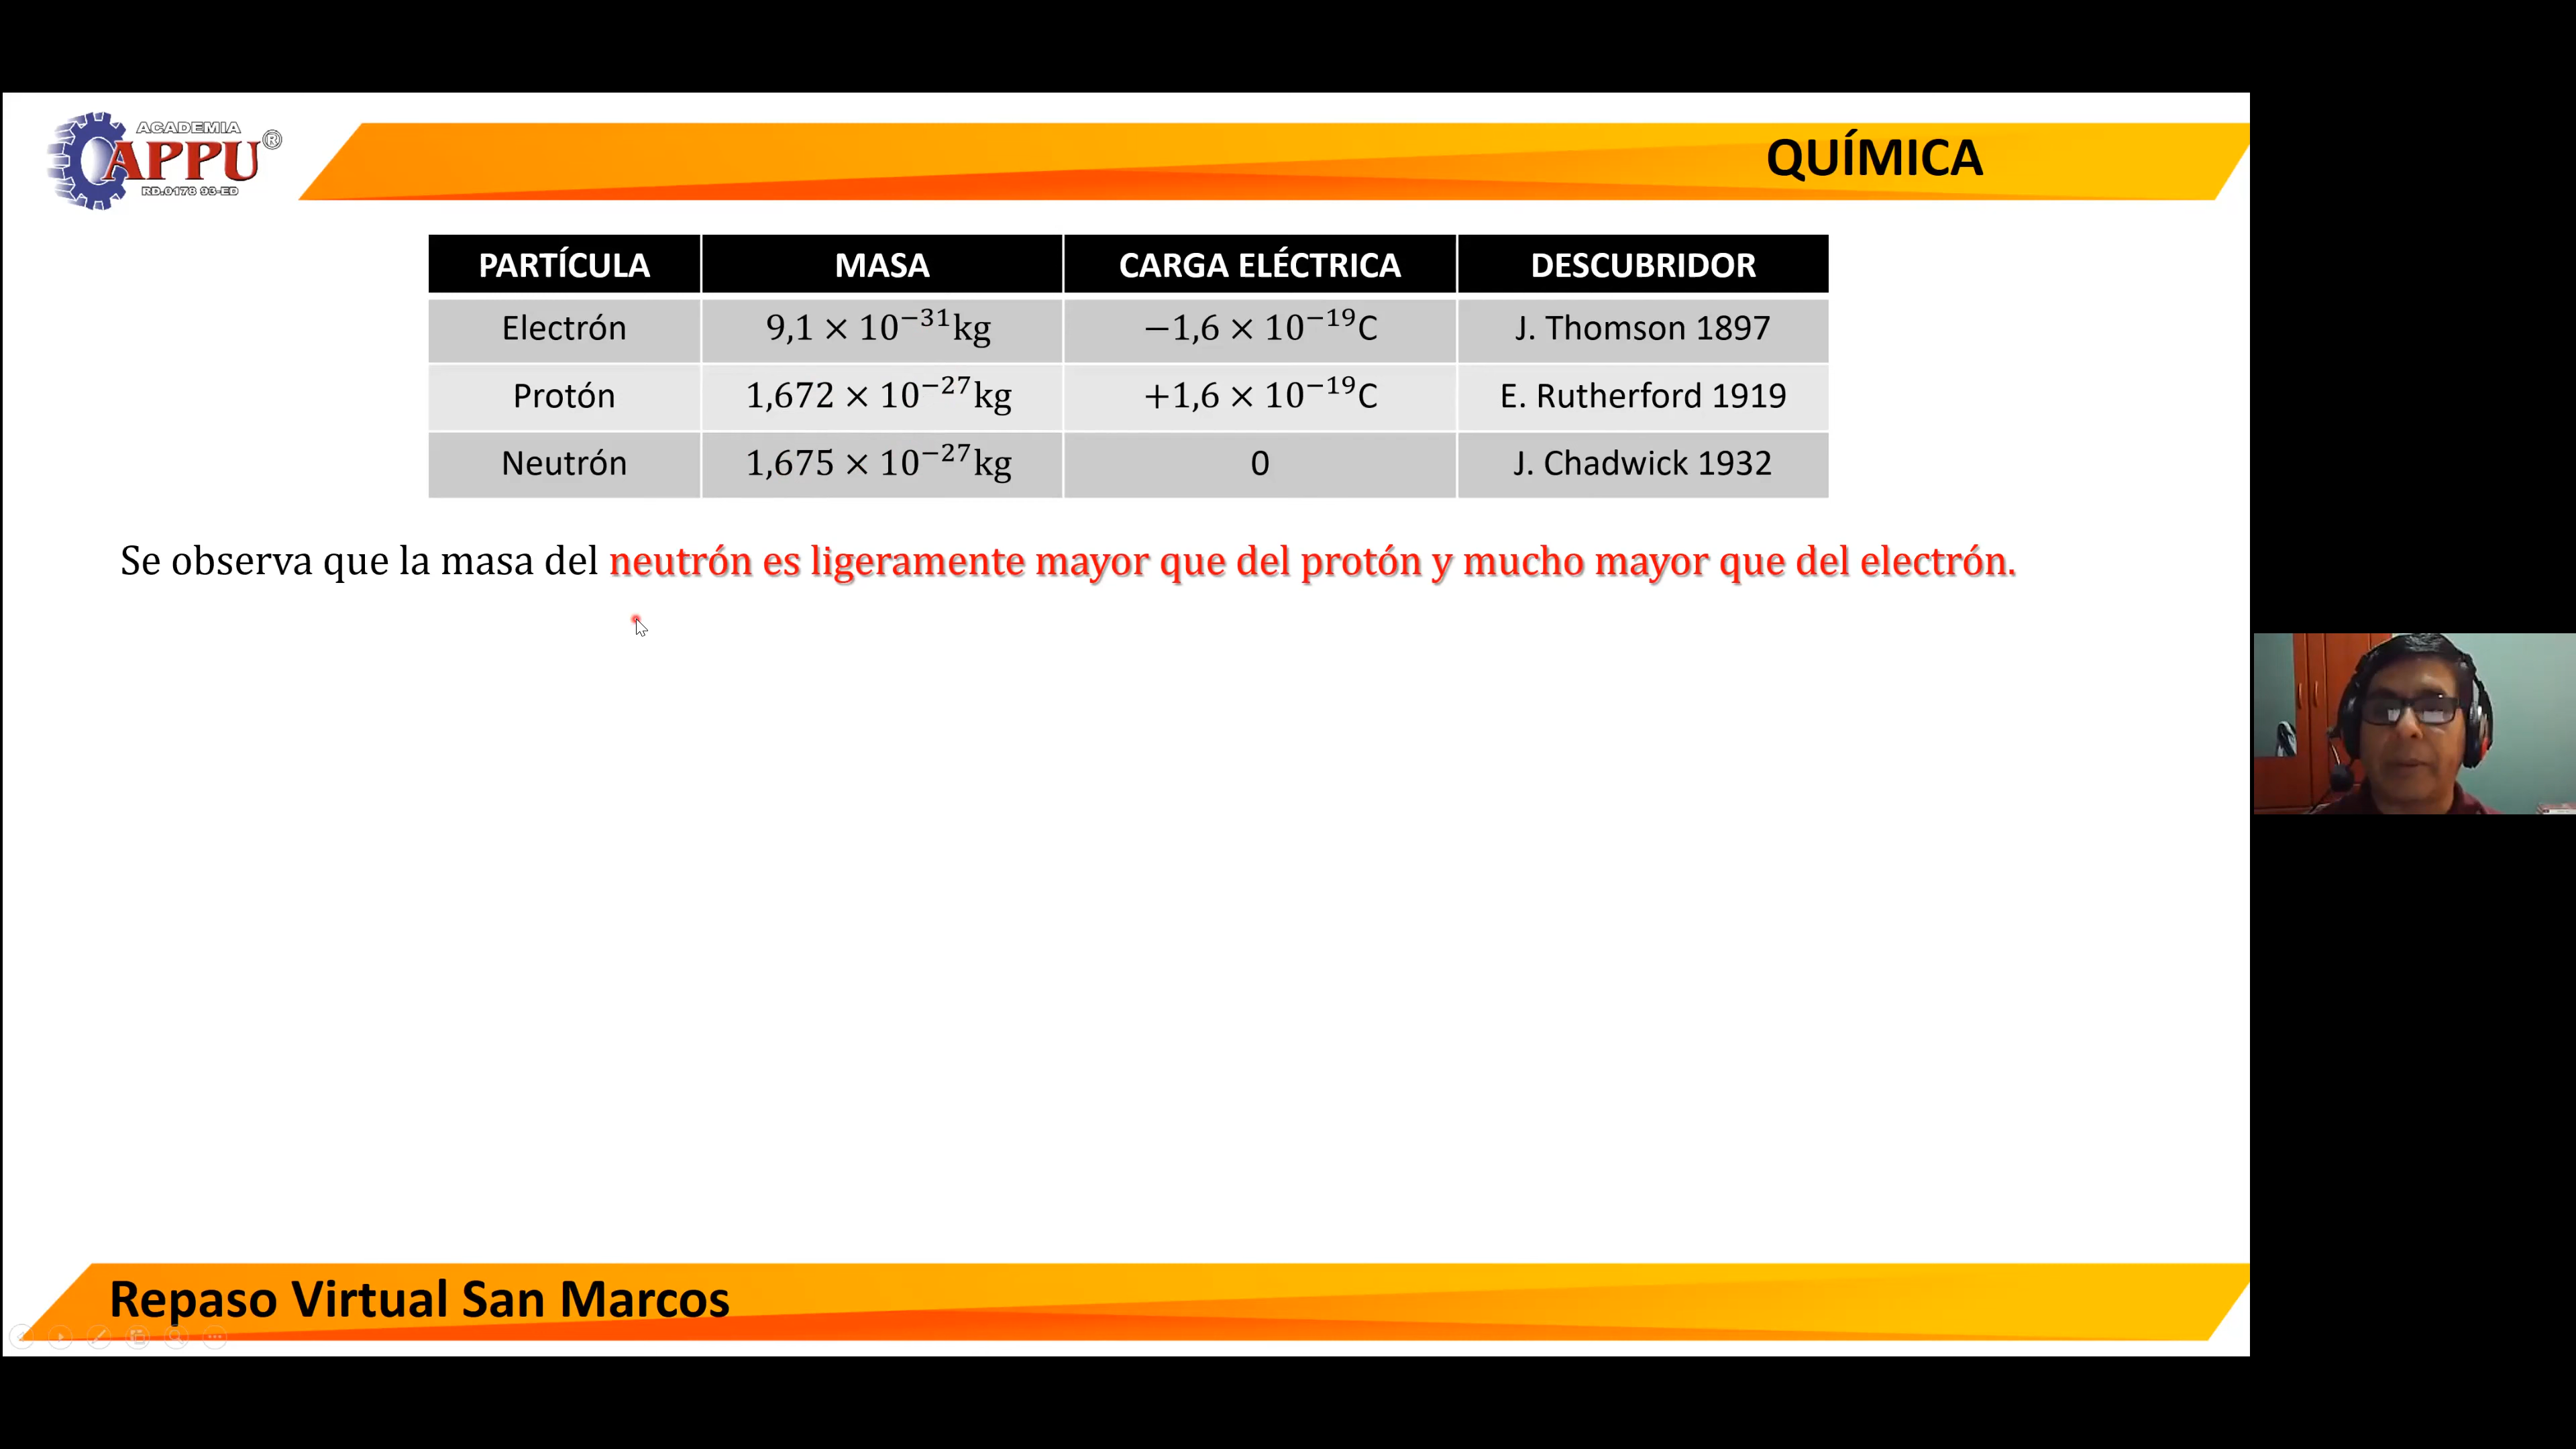 ACADEMIA
APPU®
RD.0178 93-ED
QUÍMICA
PARTÍCULA MASA CARGA ELÉCTRICA DESCUBRIDOR
Electrón 9,1 × 10⁻³¹kg −1,6 × 10⁻¹⁹C J. Thomson 1897
Protón 1,672 × 10⁻²⁷kg +1,6 × 10⁻¹⁹C E. Rutherford 1919
Neutrón 1,675 × 10⁻²⁷kg 0 J. Chadwick 1932
Se observa que la masa del neutrón es ligeramente mayor que del protón y mucho mayor que del electrón.
Repaso Virtual San Marcos